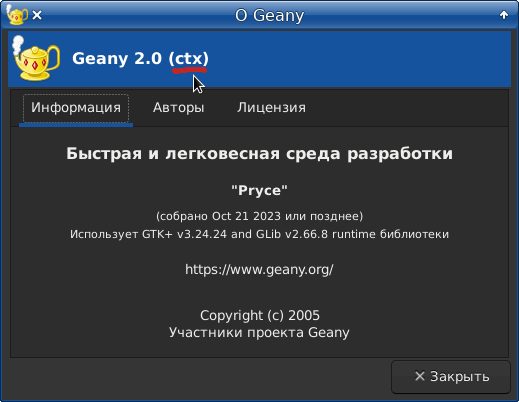 О Geany
Geany 2.0 (ctx)
Информация Авторы Лицензия
Быстрая и легковесная среда разработки
"Pryce"
(собрано Oct 21 2023 или позднее)
Использует GTK+ v3.24.24 and GLib v2.66.8 runtime библиотеки
https://www.geany.org/
Copyright (c) 2005
Участники проекта Geany
Закрыть